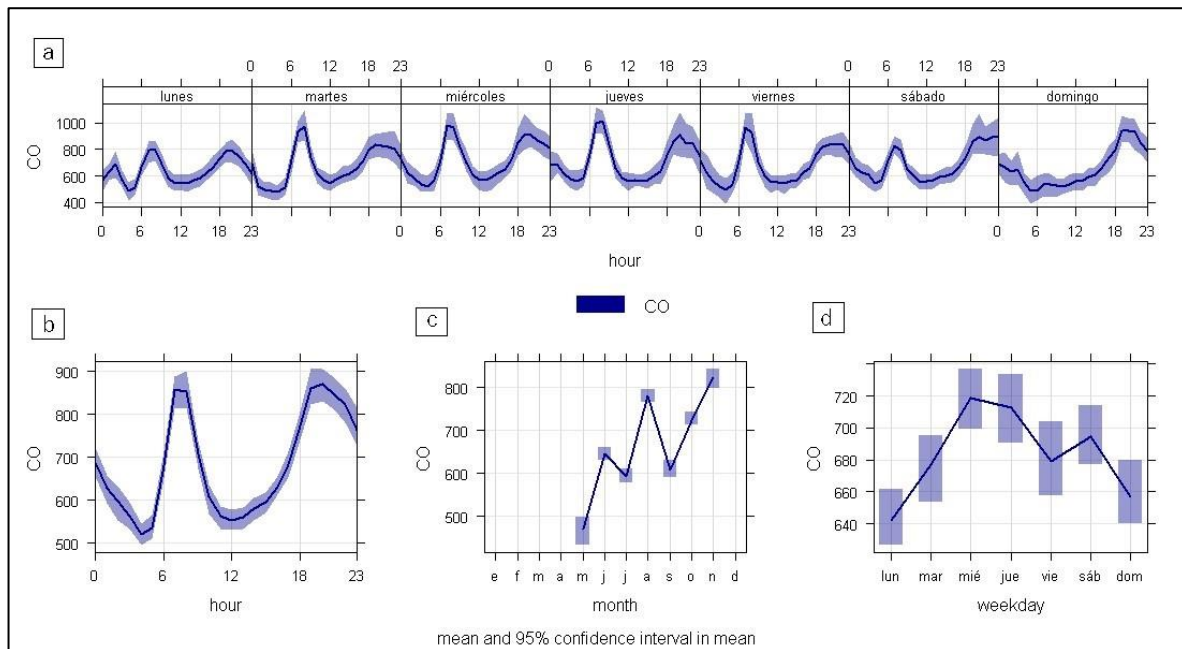 a
0 6 12 18 23 0 6 12 18 23 0 6 12 18 23
lunes martes miércoles jueves viernes sábado domingo
1000
800
600
400
CO
0 6 12 18 23 0 6 12 18 23 0 6 12 18 23 0 6 12 18 23
hour
CO
b
900
800
700
600
500
CO
0 6 12 18 23
hour
c
800
700
600
500
CO
e f m a m j j a s o n d
month
d
720
700
680
660
640
CO
lun mar mié jue vie sáb dom
weekday
mean and 95% confidence interval in mean